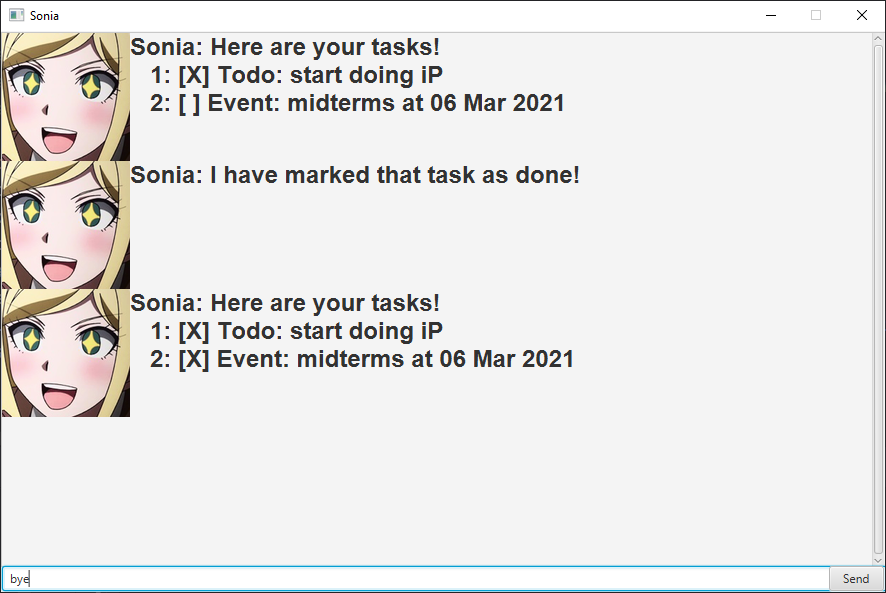 Sonia
Sonia: Here are your tasks!
1: [X] Todo: start doing iP
2: [ ] Event: midterms at 06 Mar 2021
Sonia: I have marked that task as done!
Sonia: Here are your tasks!
1: [X] Todo: start doing iP
2: [X] Event: midterms at 06 Mar 2021
bye
Send